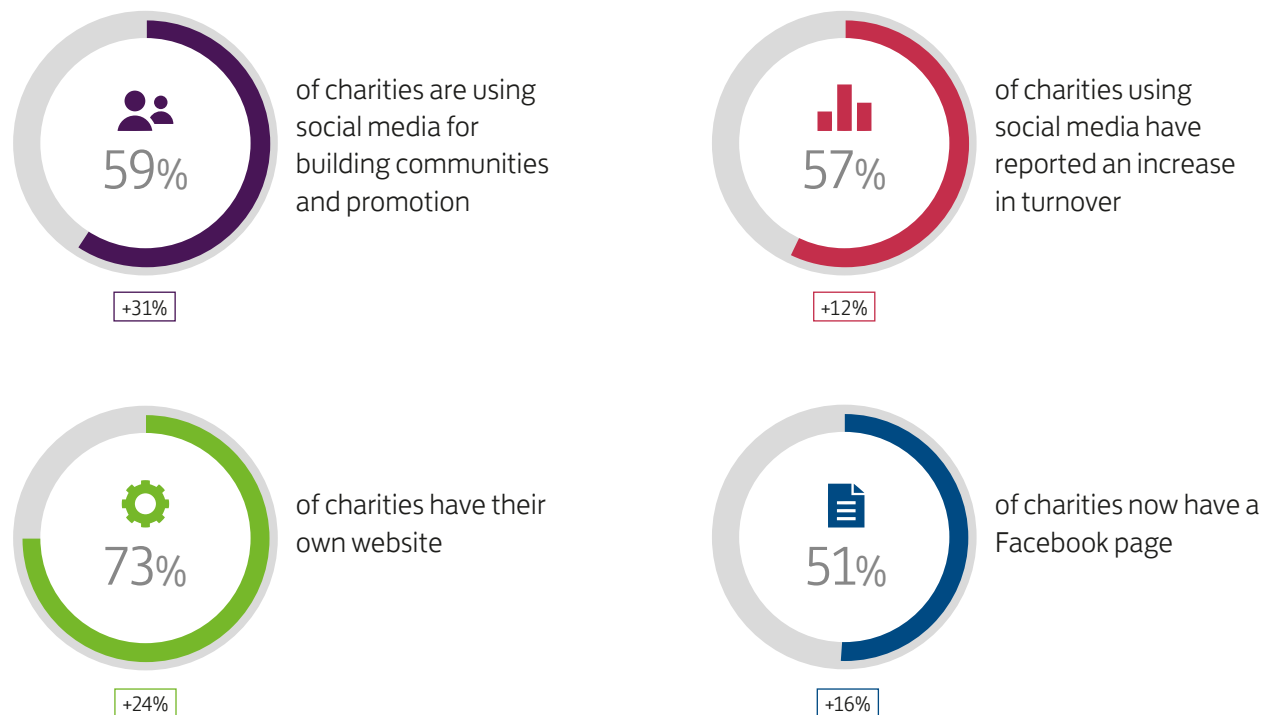 59%
of charities are using
social media for
building communities
and promotion
+31%
57%
of charities using
social media have
reported an increase
in turnover
+12%
73%
of charities have their
own website
+24%
51%
of charities now have a
Facebook page
+16%